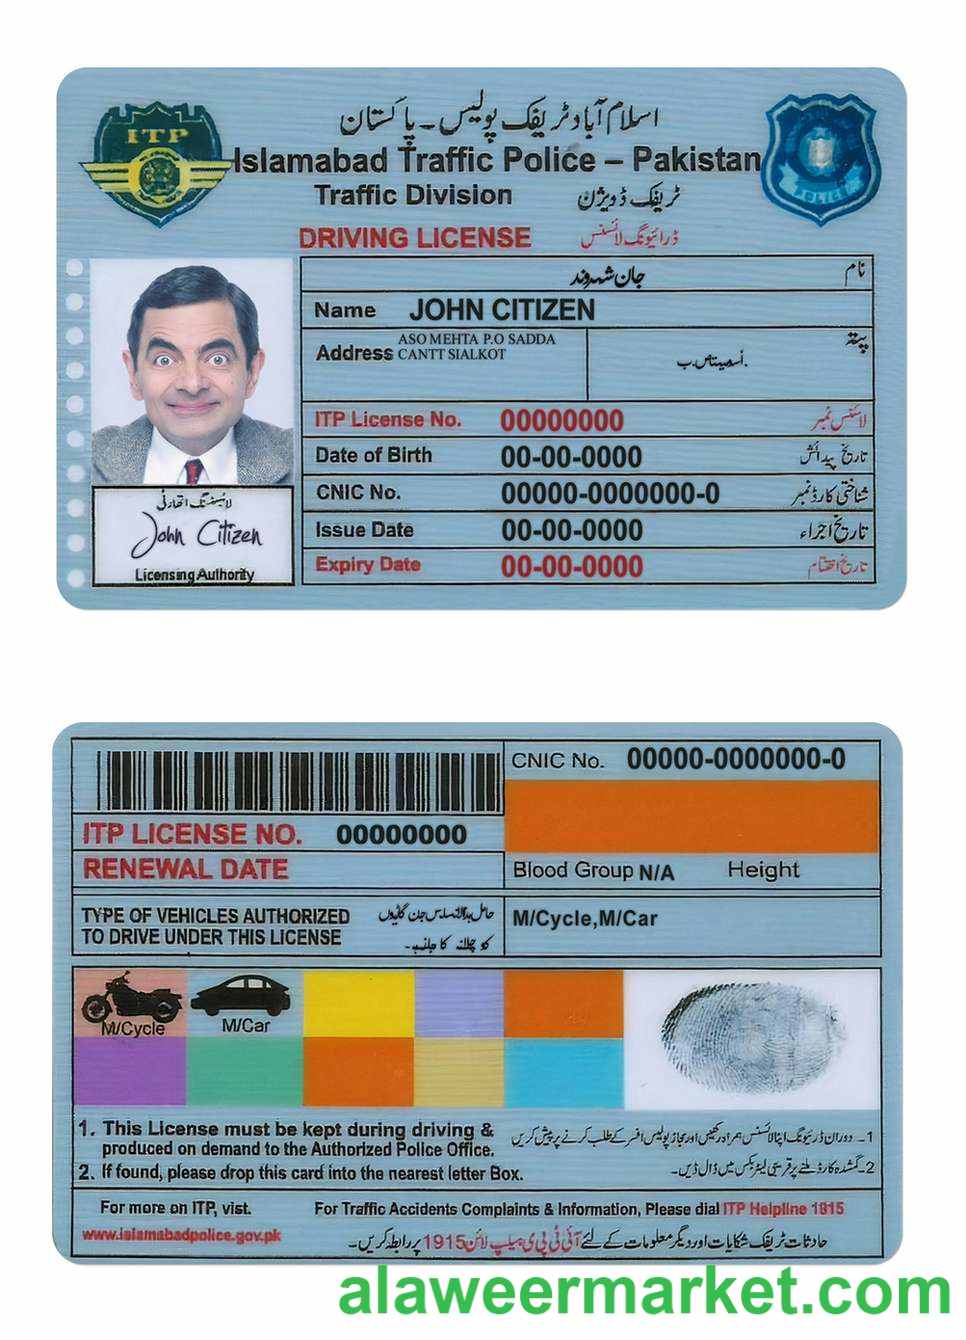 اسلام آباد ٹریفک پولیس ۔ پاکستان
ITP
Islamabad Traffic Police – Pakistan
POLICE
Traffic Division ٹریفک ڈویژن
DRIVING LICENSE ڈرائیونگ لائسنس
جان شہروند نام
Name JOHN CITIZEN
Address ASO MEHTA P.O SADDA پتہ
CANTT SIALKOT
ITP License No. 00000000 لائسنس نمبر
Date of Birth 00-00-0000 تاریخ پیدائش
CNIC No. 00000-0000000-0 شناختی کارڈ نمبر
Issue Date 00-00-0000 تاریخ اجراء
Expiry Date 00-00-0000 تاریخ اختتام
لائیسنسنگ اتھارٹی
John Citizen
Licensing Authority
CNIC No. 00000-0000000-0
ITP LICENSE NO. 00000000
RENEWAL DATE
Blood Group N/A Height
TYPE OF VEHICLES AUTHORIZED
TO DRIVE UNDER THIS LICENSE
جن گاڑیوں
کو چلانے کا
M/Cycle,M/Car
M/Cycle M/Car
1. This License must be kept during driving &
produced on demand to the Authorized Police Office.
2. If found, please drop this card into the nearest letter Box.
1۔ دوران ڈرئیونگ اپنا لائسنس ہمراہ رکھیں اور مجاز پولیس افسر کے طلب کرنے پر پیش کریں
2۔ گمشدہ کارڈ ملنے پر قریبی لیٹر بکس میں ڈال دیں۔
For more on ITP, vist. For Traffic Accidents Complaints & Information, Please dial ITP Helpline 1915
www.islamabadpolice.gov.pk
حادثات ٹریفک شکایات اور دیگر معلومات کے لئے آئی ٹی پی ہیلپ لائن 1915 پر رابطہ کریں۔
alaweermarket.com